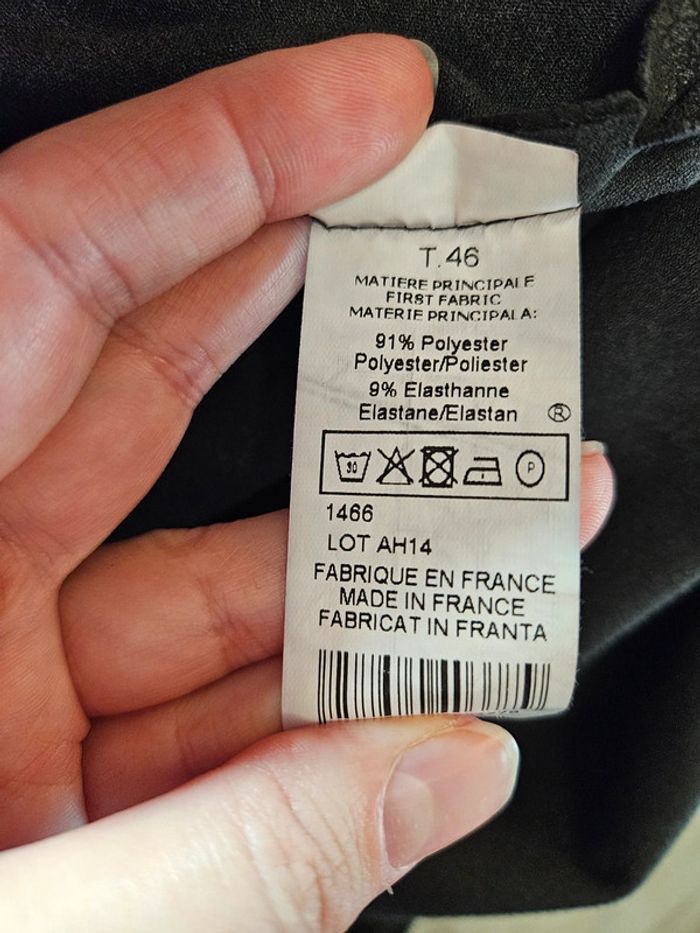 T.46
MATIERE PRINCIPALE
FIRST FABRIC
MATERIE PRINCIPALA:
91% Polyester
Polyester/Poliester
9% Elasthanne
Elastane/Elastan ®
30 P
1466
LOT AH14
FABRIQUE EN FRANCE
MADE IN FRANCE
FABRICAT IN FRANTA